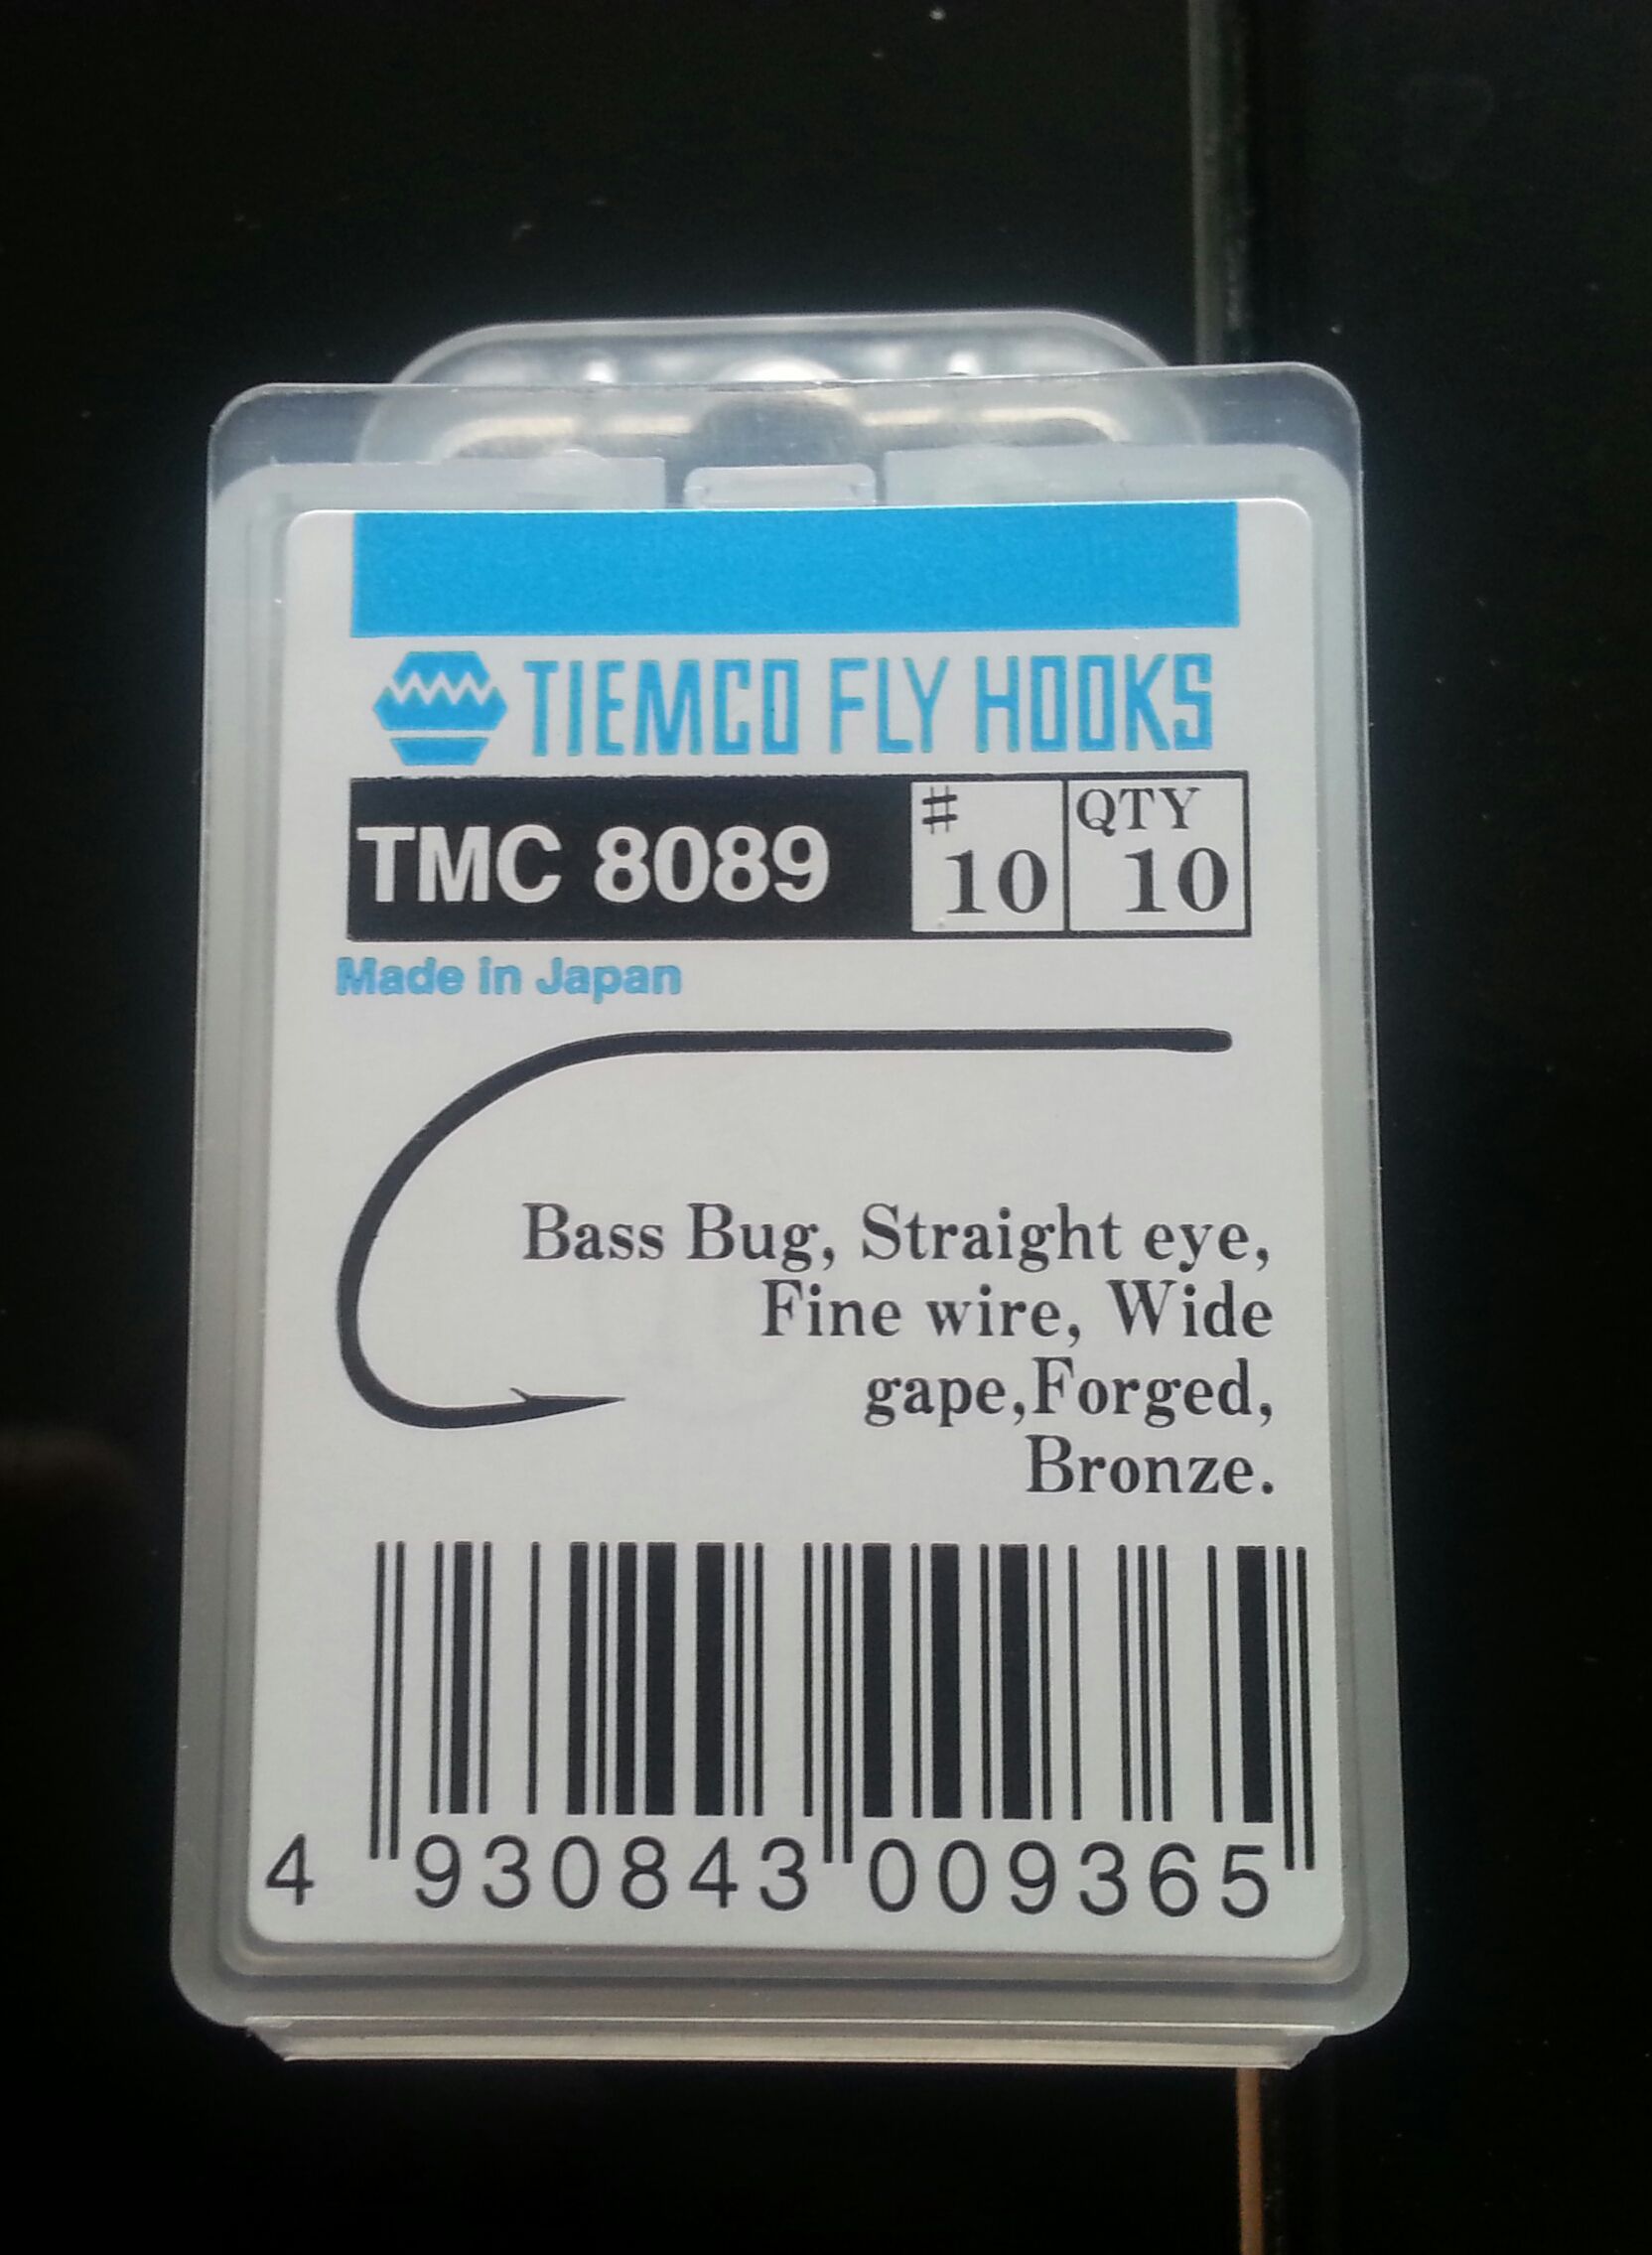 TIEMCO FLY HOOKS
TMC 8089
# QTY
10 10
Made in Japan
Bass Bug, Straight eye,
Fine wire, Wide
gape,Forged,
Bronze.
4 930843 009365